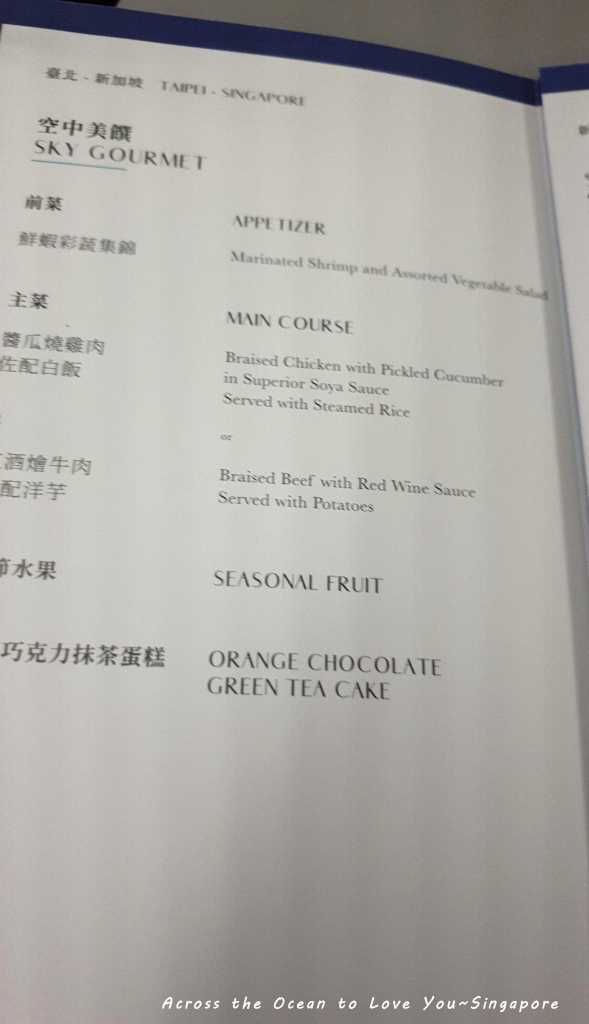 臺北 - 新加坡 TAIPEI - SINGAPORE
空中美饌
SKY GOURMET
前菜 APPETIZER
鮮蝦彩蔬集錦 Marinated Shrimp and Assorted Vegetable Salad
主菜 MAIN COURSE
醬瓜燒雞肉 Braised Chicken with Pickled Cucumber
佐配白飯 in Superior Soya Sauce
Served with Steamed Rice
or
酒燴牛肉 Braised Beef with Red Wine Sauce
配洋芋 Served with Potatoes
節水果 SEASONAL FRUIT
巧克力抹茶蛋糕 ORANGE CHOCOLATE
GREEN TEA CAKE
Across the Ocean to Love You~Singapore